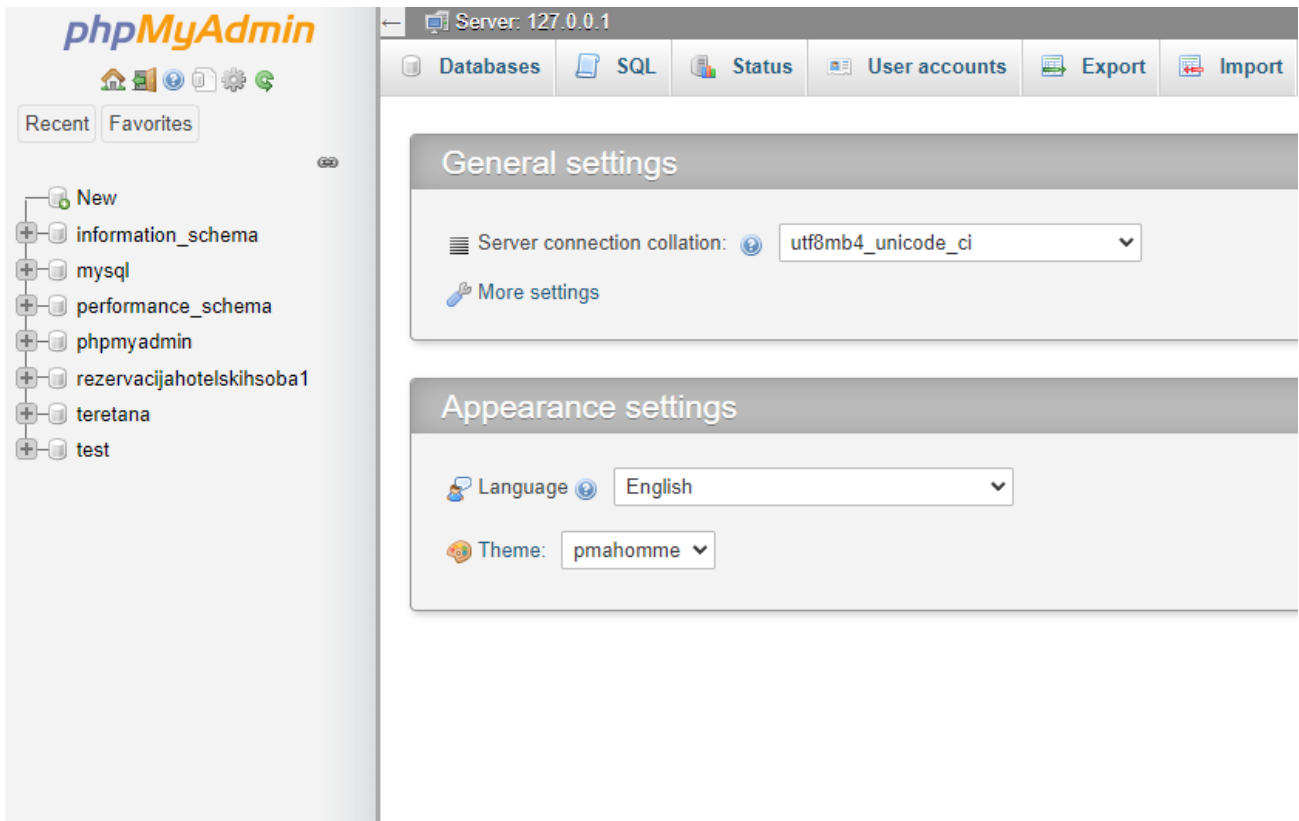 phpMyAdmin
Recent Favorites
New
information_schema
mysql
performance_schema
phpmyadmin
rezervacijahotelskihsoba1
teretana
test
← Server: 127.0.0.1
Databases SQL Status User accounts Export Import
General settings
Server connection collation: utf8mb4_unicode_ci
More settings
Appearance settings
Language English
Theme: pmahomme